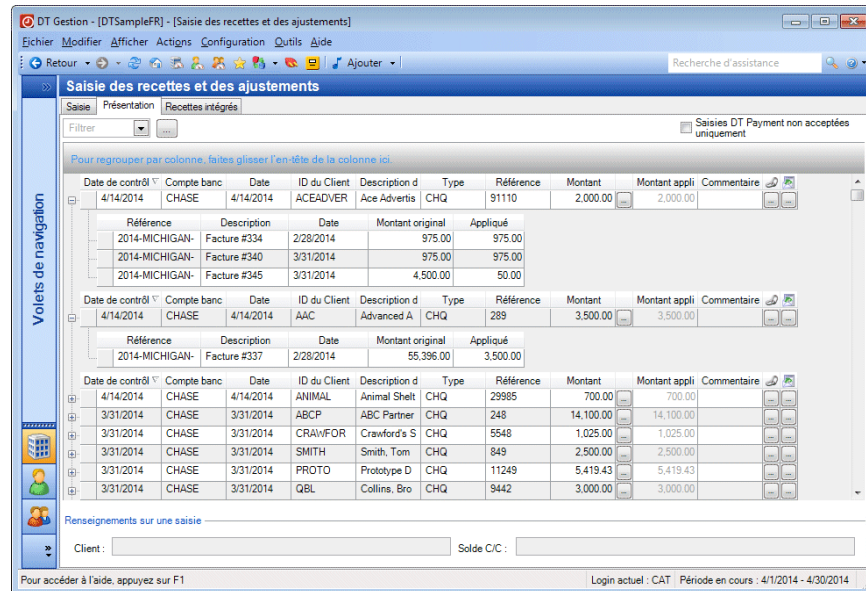 DT Gestion - [DTSampleFR] - [Saisie des recettes et des ajustements]
Fichier Modifier Afficher Actions Configuration Outils Aide
Retour Ajouter Recherche d'assistance
Saisie des recettes et des ajustements
Saisie Présentation Recettes intégrés
Filtrer ... Saisies DT Payment non acceptées
uniquement
Pour regrouper par colonne, faites glisser l'en-tête de la colonne ici.
Date de contrôl Compte banc Date ID du Client Description d Type Référence Montant Montant appli Commentaire
4/14/2014 CHASE 4/14/2014 ACEADVER Ace Advertis CHQ 91110 2,000.00 ... 2,000.00 ... ...
Référence Description Date Montant original Appliqué
2014-MICHIGAN- Facture #334 2/28/2014 975.00 975.00
2014-MICHIGAN- Facture #340 3/31/2014 975.00 975.00
2014-MICHIGAN- Facture #345 3/31/2014 4,500.00 50.00
Date de contrôl Compte banc Date ID du Client Description d Type Référence Montant Montant appli Commentaire
4/14/2014 CHASE 4/14/2014 AAC Advanced A CHQ 289 3,500.00 ... 3,500.00 ... ...
Référence Description Date Montant original Appliqué
2014-MICHIGAN- Facture #337 2/28/2014 55,396.00 3,500.00
Date de contrôl Compte banc Date ID du Client Description d Type Référence Montant Montant appli Commentaire
4/14/2014 CHASE 4/14/2014 ANIMAL Animal Shelt CHQ 29985 700.00 ... 700.00 ... ...
3/31/2014 CHASE 3/31/2014 ABCP ABC Partner CHQ 248 14,100.00 ... 14,100.00 ... ...
3/31/2014 CHASE 3/31/2014 CRAWFOR Crawford's S CHQ 5548 1,025.00 ... 1,025.00 ... ...
3/31/2014 CHASE 3/31/2014 SMITH Smith, Tom CHQ 849 2,500.00 ... 2,500.00 ... ...
3/31/2014 CHASE 3/31/2014 PROTO Prototype D CHQ 11249 5,419.43 ... 5,419.43 ... ...
3/31/2014 CHASE 3/31/2014 QBL Collins, Bro CHQ 9442 3,000.00 ... 3,000.00 ... ...
Volets de navigation
Renseignements sur une saisie
Client : Solde C/C :
Pour accéder à l'aide, appuyez sur F1 Login actuel : CAT Période en cours : 4/1/2014 - 4/30/2014